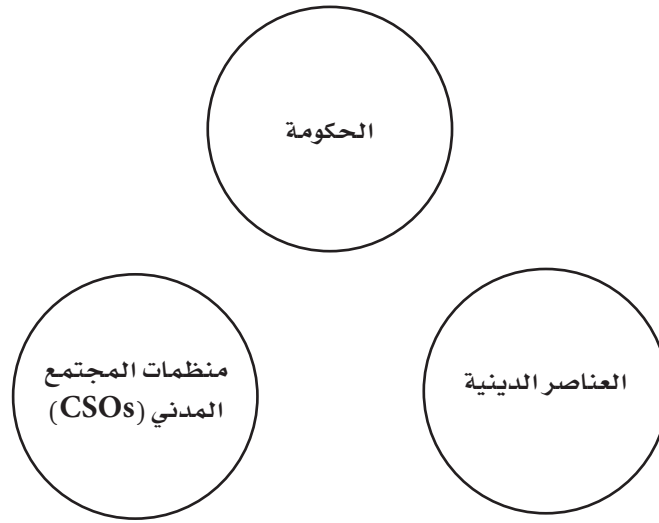 الحكومة
العناصر الدينية
منظمات المجتمع
المدني (CSOs)